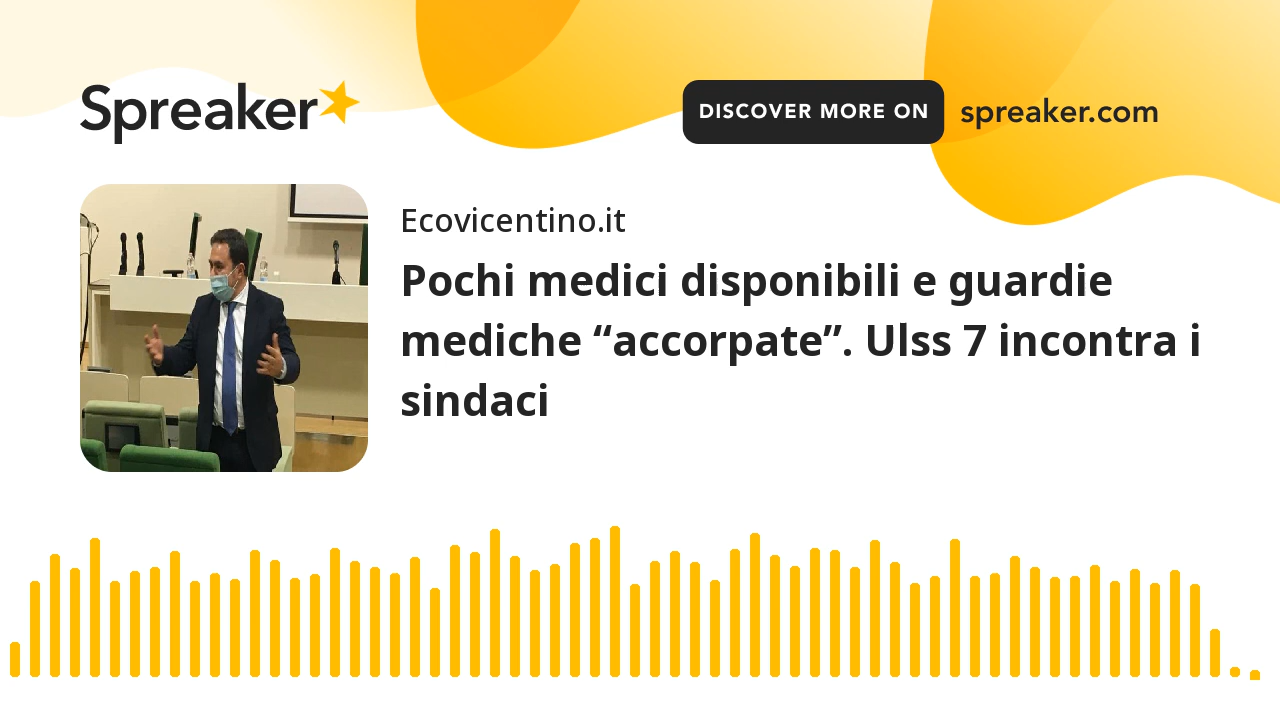 Spreaker
DISCOVER MORE ON
spreaker.com
Ecovicentino.it
Pochi medici disponibili e guardie
mediche “accorpate”. Ulss 7 incontra i
sindaci